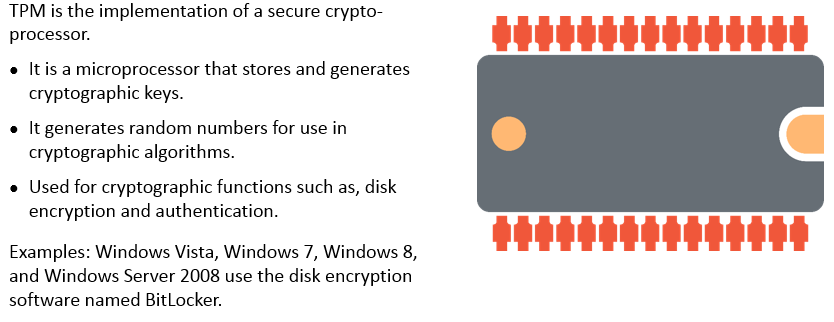 TPM is the implementation of a secure crypto-
processor.
● It is a microprocessor that stores and generates
cryptographic keys.
● It generates random numbers for use in
cryptographic algorithms.
● Used for cryptographic functions such as, disk
encryption and authentication.
Examples: Windows Vista, Windows 7, Windows 8,
and Windows Server 2008 use the disk encryption
software named BitLocker.